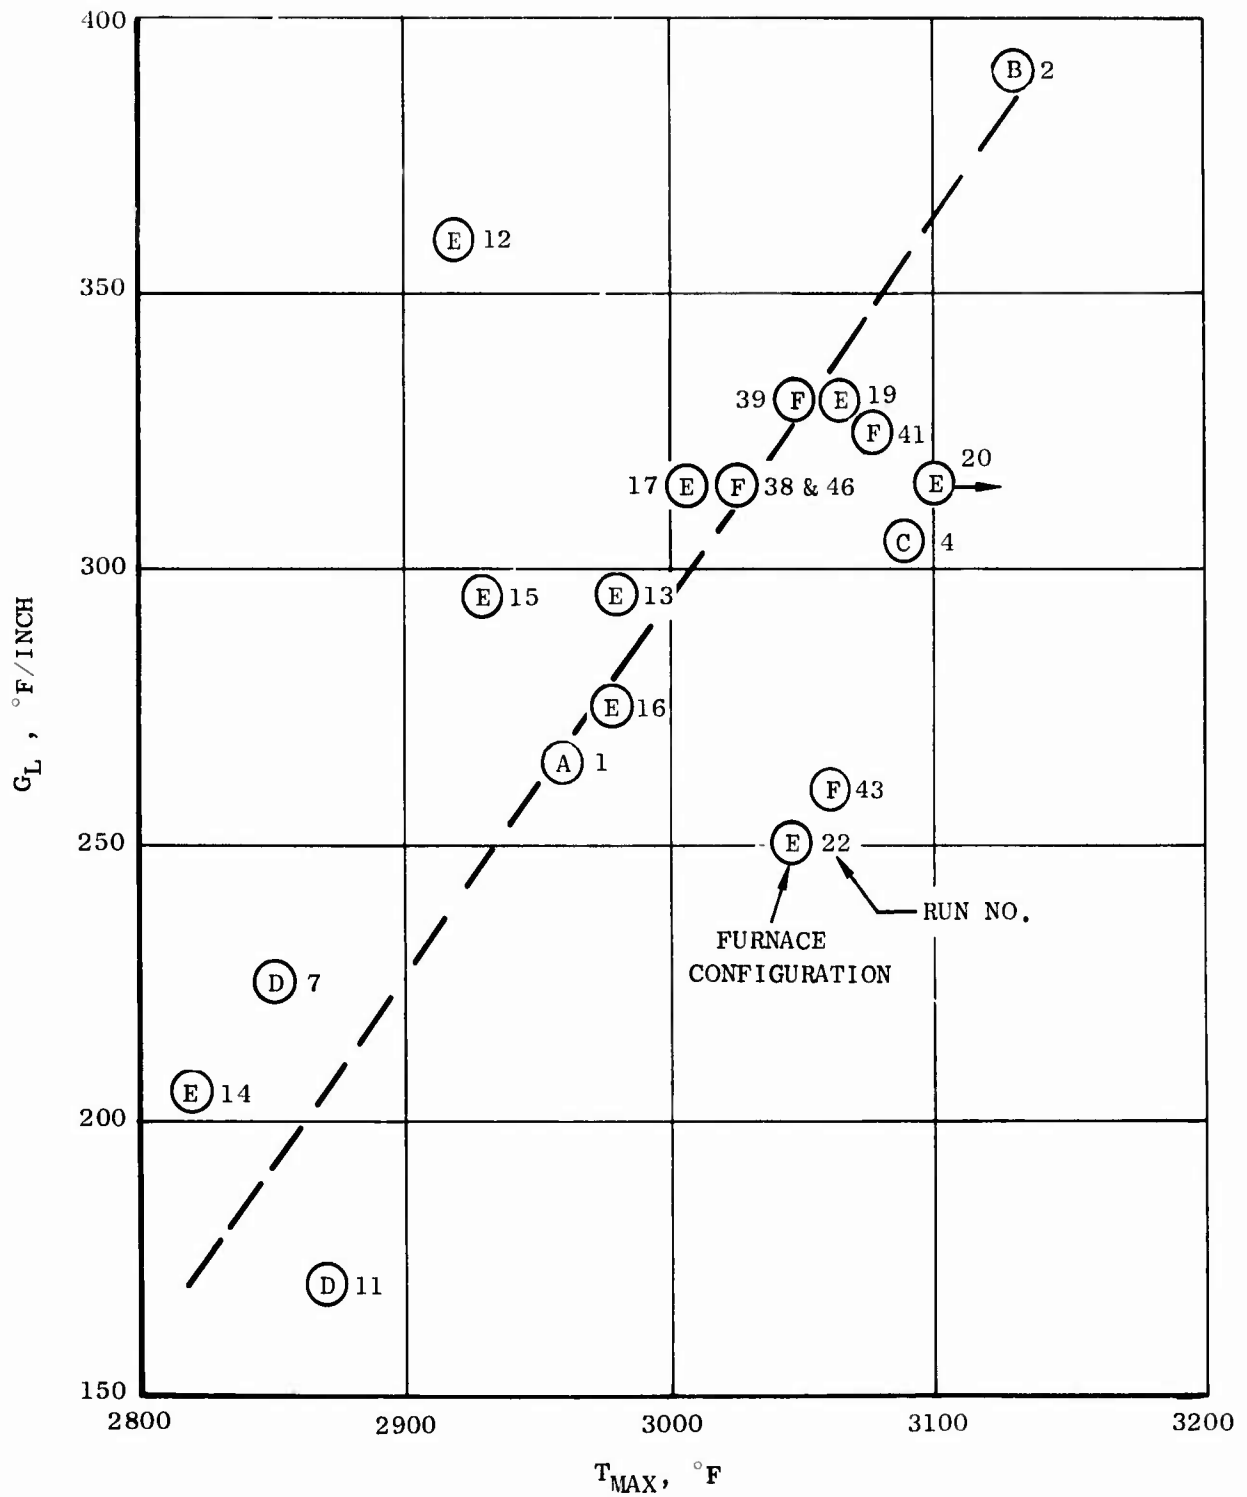 400
B 2
E 12
350
39 F E 19
F 41
20
17 E F 38 & 46 E
C 4
300
E 15 E 13
E 16
A 1
F 43
250
E 22
RUN NO.
FURNACE
CONFIGURATION
D 7
E 14
200
D 11
150
2800 2900 3000 3100 3200
G_L , °F/INCH
T_MAX, °F